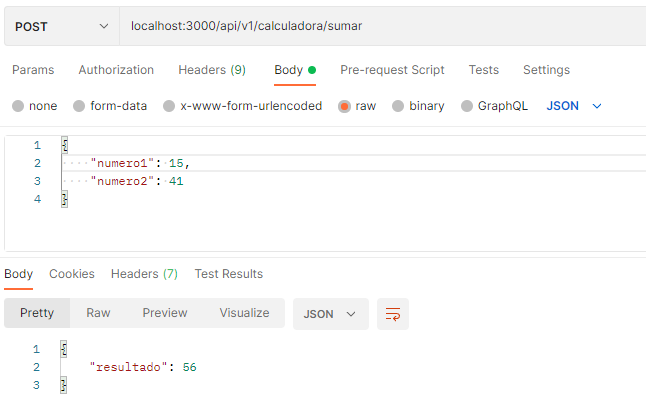 POST localhost:3000/api/v1/calculadora/sumar
Params Authorization Headers (9) Body Pre-request Script Tests Settings
none form-data x-www-form-urlencoded raw binary GraphQL JSON
1 {
2 "numero1": 15,
3 "numero2": 41
4 }
Body Cookies Headers (7) Test Results
Pretty Raw Preview Visualize JSON
1 {
2 "resultado": 56
3 }